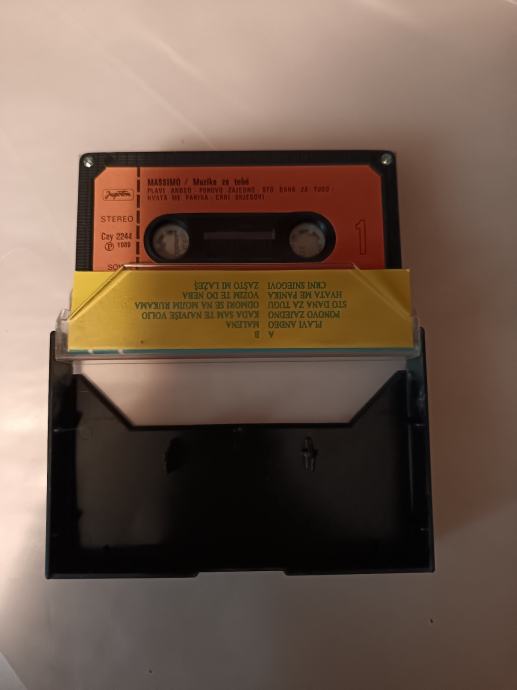 MASSIMO / Muzika za tebe
PLAVI ANĐEO · PONOVO ZAJEDNO · STO DANA ZA TUGU ·
HVATA ME PANIKA · CRNI SNJEGOVI
Jugoton
STEREO
Cay 2244
Ⓟ 1989
1
A
PLAVI ANĐEO
PONOVO ZAJEDNO
STO DANA ZA TUGU
HVATA ME PANIKA
CRNI SNJEGOVI
B
MALENA
KADA SAM TE NAJVIŠE VOLIO
ODMORI SE NA MOJIM RUKAMA
VOZIM TE DO NEBA
ZAŠTO MI LAŽEŠ